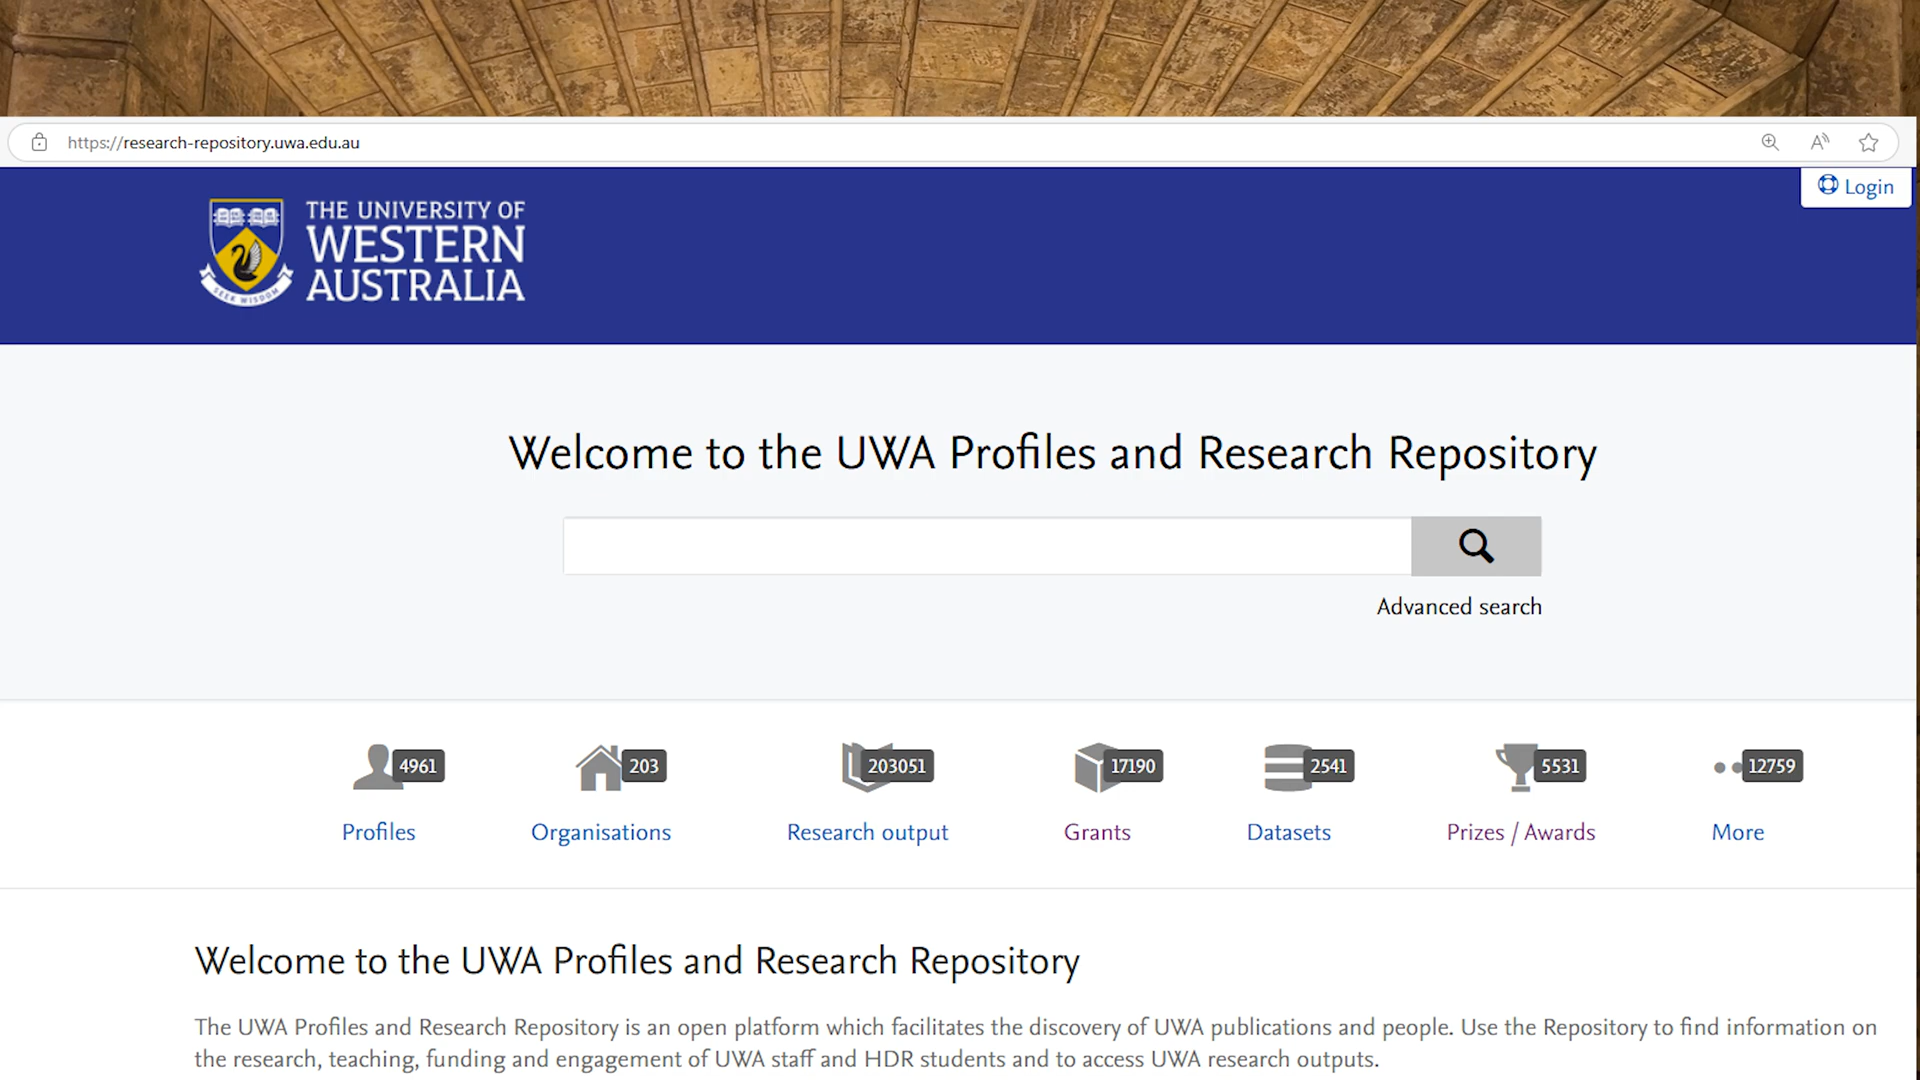 https://research-repository.uwa.edu.au
Login
THE UNIVERSITY OF
WESTERN
AUSTRALIA
SEEK WISDOM
Welcome to the UWA Profiles and Research Repository
Advanced search
4961
203
203051
17190
2541
5531
12759
Profiles
Organisations
Research output
Grants
Datasets
Prizes / Awards
More
Welcome to the UWA Profiles and Research Repository
The UWA Profiles and Research Repository is an open platform which facilitates the discovery of UWA publications and people. Use the Repository to find information on
the research, teaching, funding and engagement of UWA staff and HDR students and to access UWA research outputs.